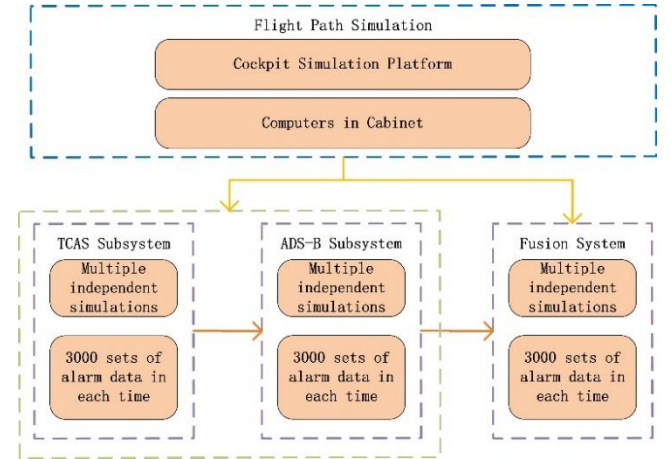 Flight Path Simulation
Cockpit Simulation Platform
Computers in Cabinet
TCAS Subsystem
Multiple
independent
simulations
3000 sets of
alarm data in
each time
ADS-B Subsystem
Multiple
independent
simulations
3000 sets of
alarm data in
each time
Fusion System
Multiple
independent
simulations
3000 sets of
alarm data in
each time